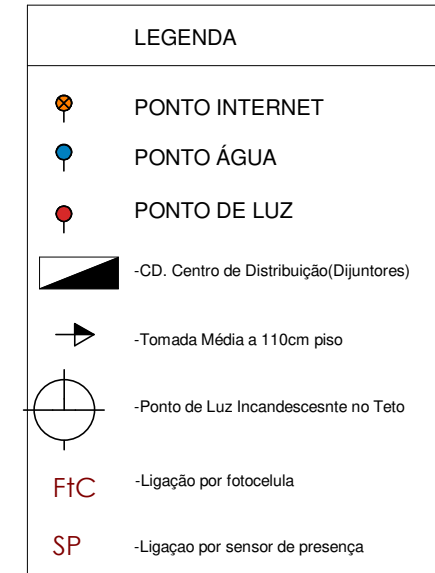 LEGENDA
PONTO INTERNET
PONTO ÁGUA
PONTO DE LUZ
-CD. Centro de Distribuição(Dijuntores)
-Tomada Média a 110cm piso
-Ponto de Luz Incandescesnte no Teto
FtC -Ligação por fotocelula
SP -Ligaçao por sensor de presença